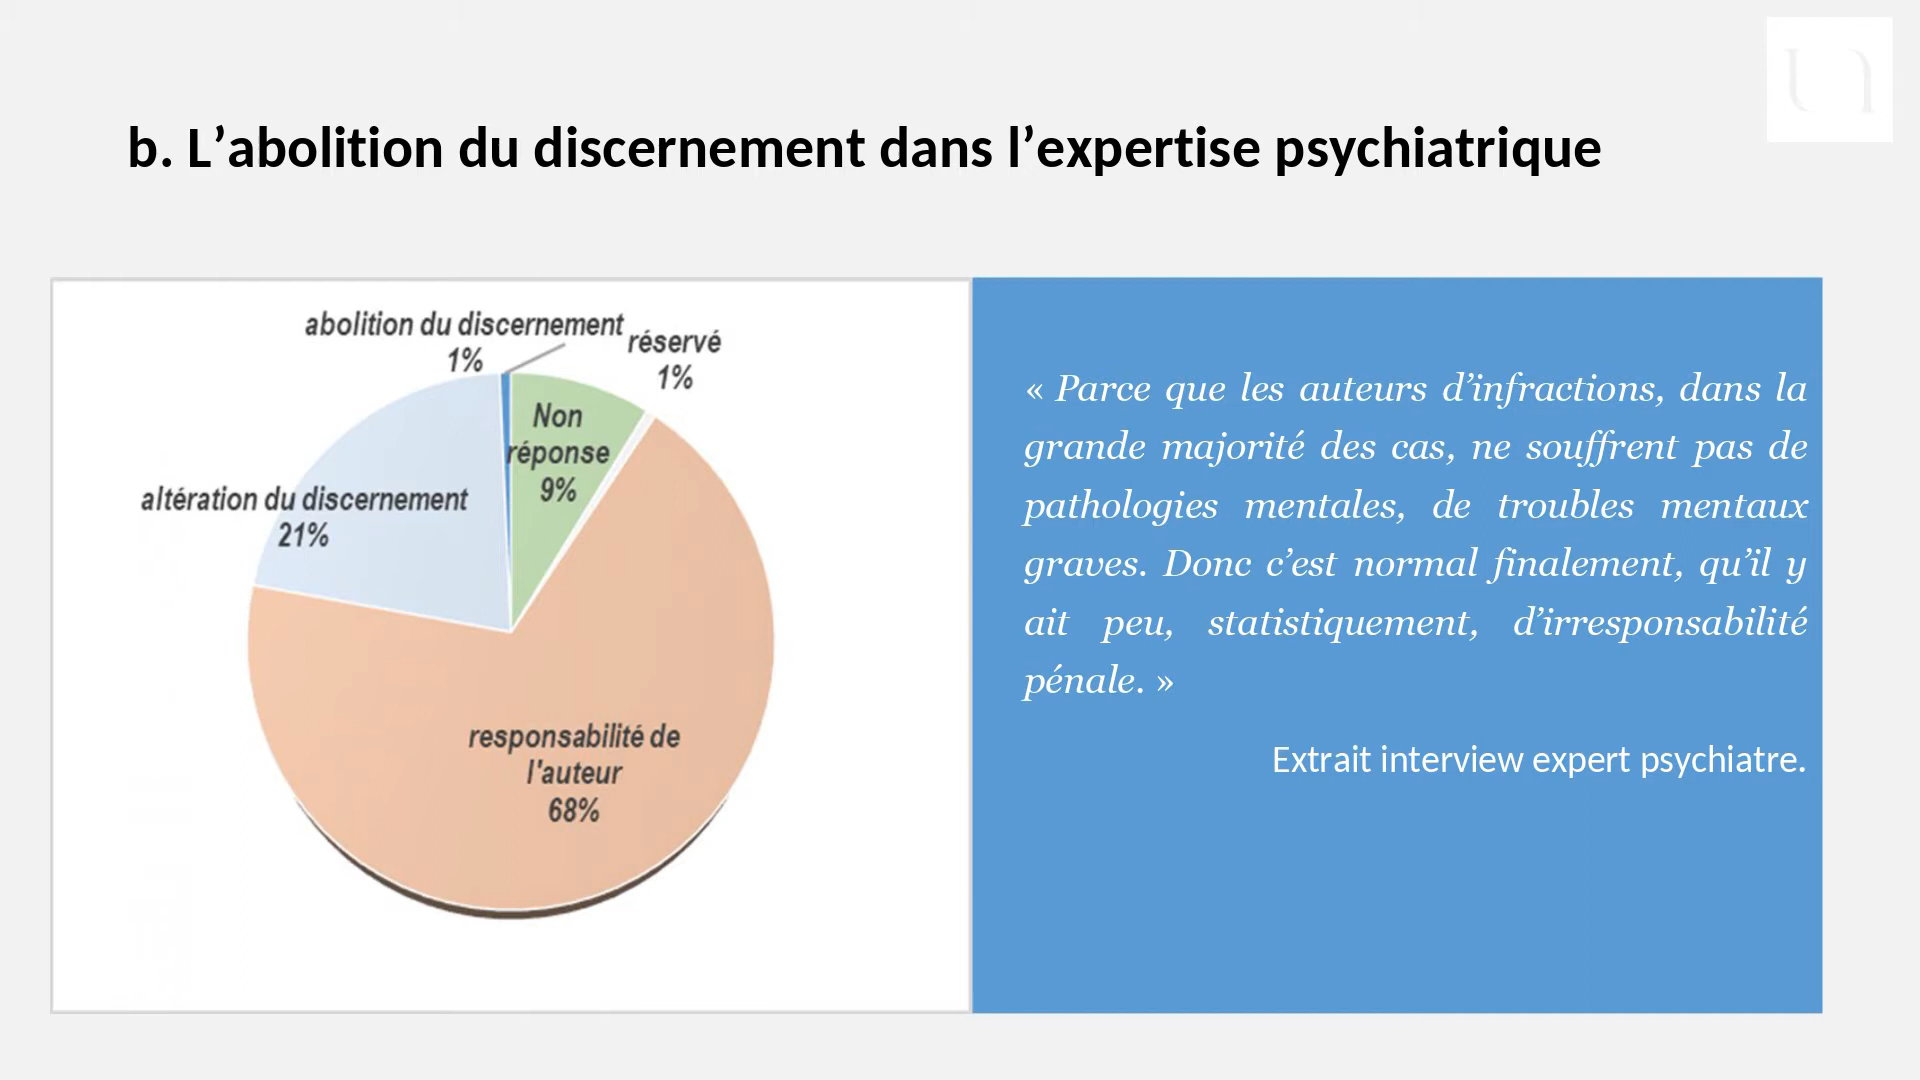 b. L’abolition du discernement dans l’expertise psychiatrique
abolition du discernement
1%
réservé
1%
Non
réponse
9%
altération du discernement
21%
responsabilité de
l'auteur
68%
« Parce que les auteurs d’infractions, dans la
grande majorité des cas, ne souffrent pas de
pathologies mentales, de troubles mentaux
graves. Donc c’est normal finalement, qu’il y
ait peu, statistiquement, d’irresponsabilité
pénale. »
Extrait interview expert psychiatre.